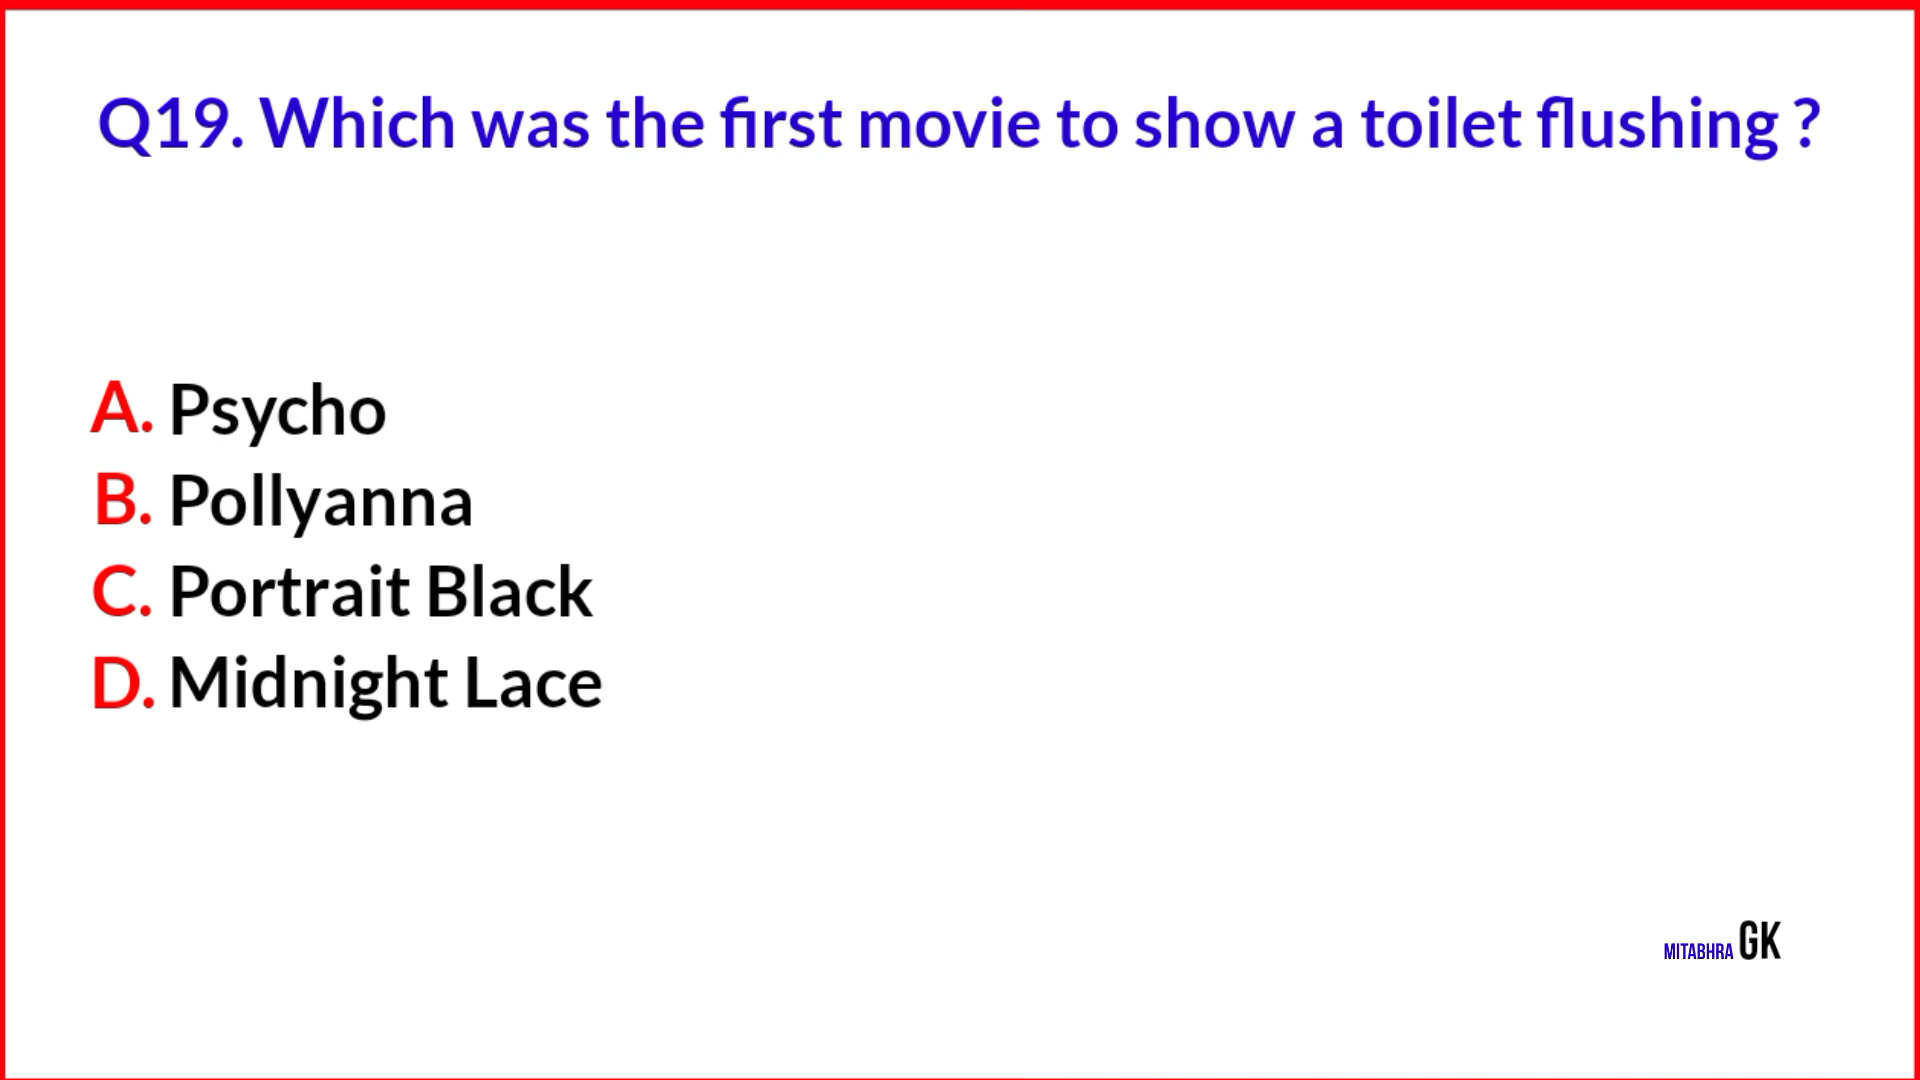 Q19. Which was the first movie to show a toilet flushing ?
A. Psycho
B. Pollyanna
C. Portrait Black
D. Midnight Lace
MITABHRA GK